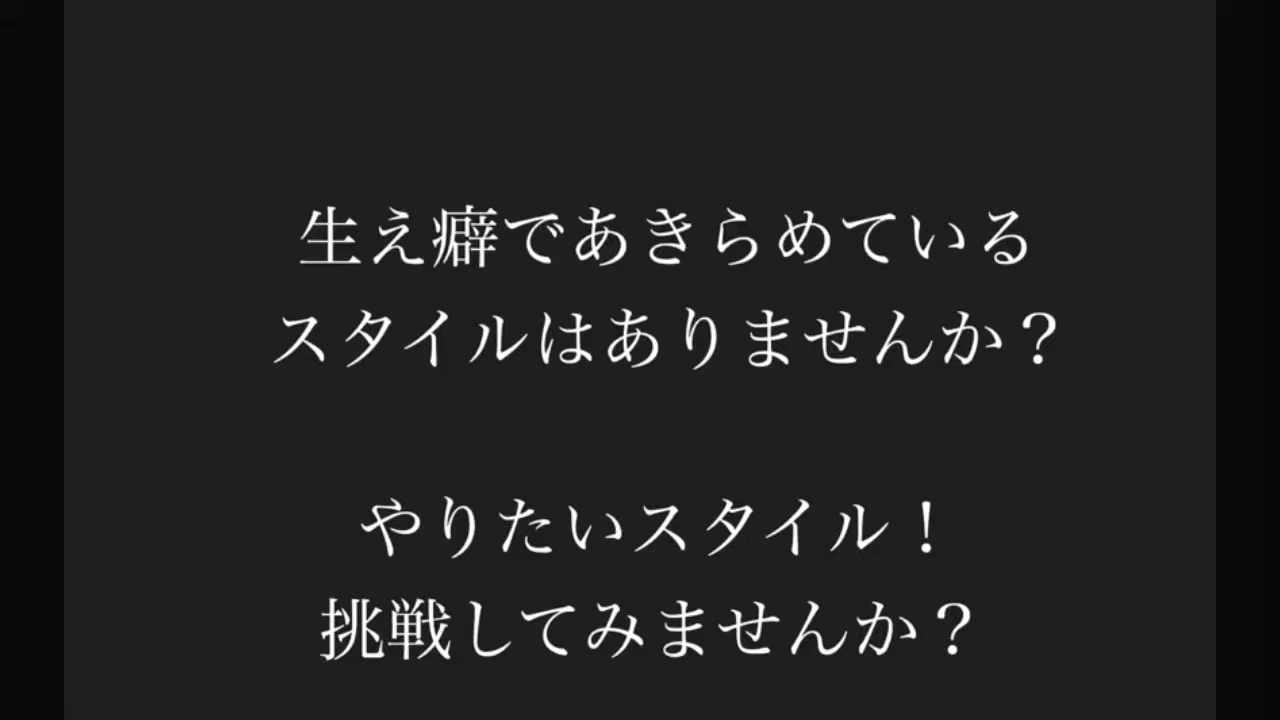 生え癖であきらめている
スタイルはありませんか？
やりたいスタイル！
挑戦してみませんか？